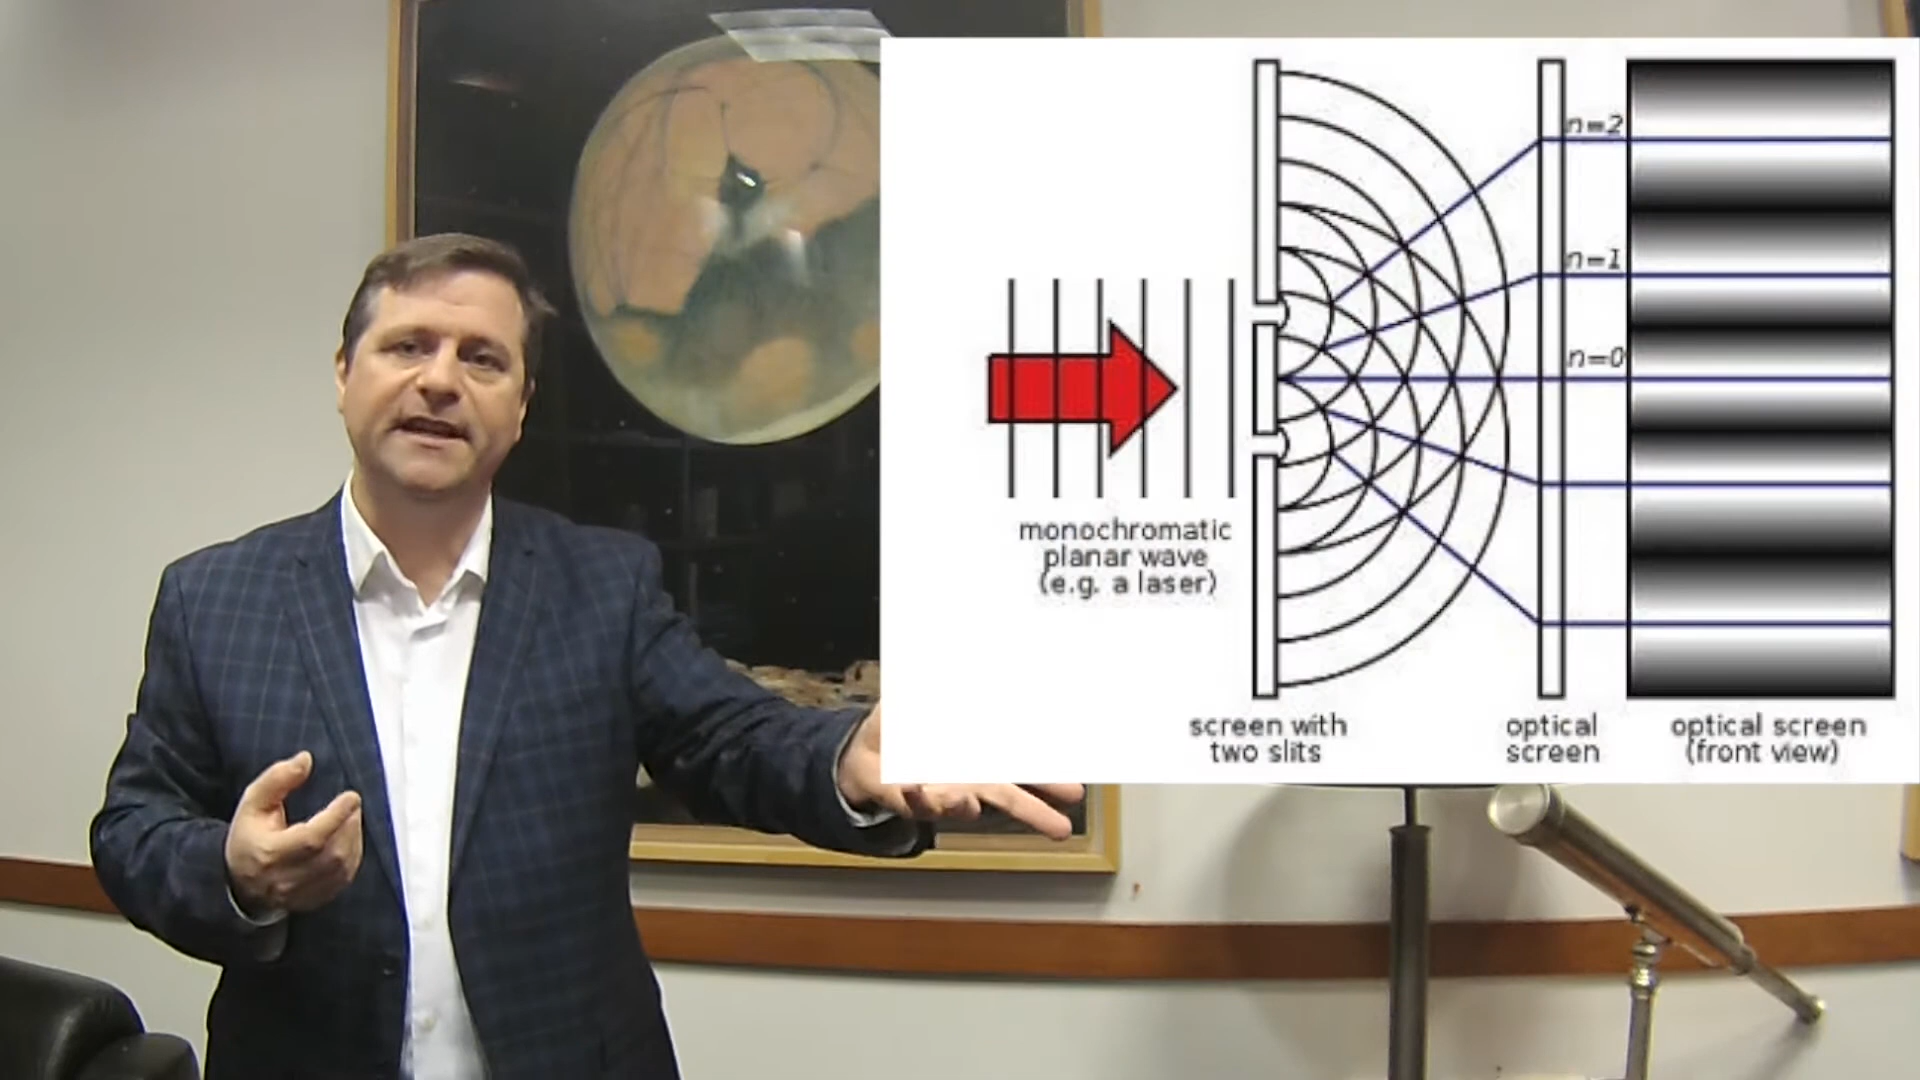 n=2
n=1
n=0
monochromatic
planar wave
(e.g. a laser)
screen with
two slits
optical
screen
optical screen
(front view)